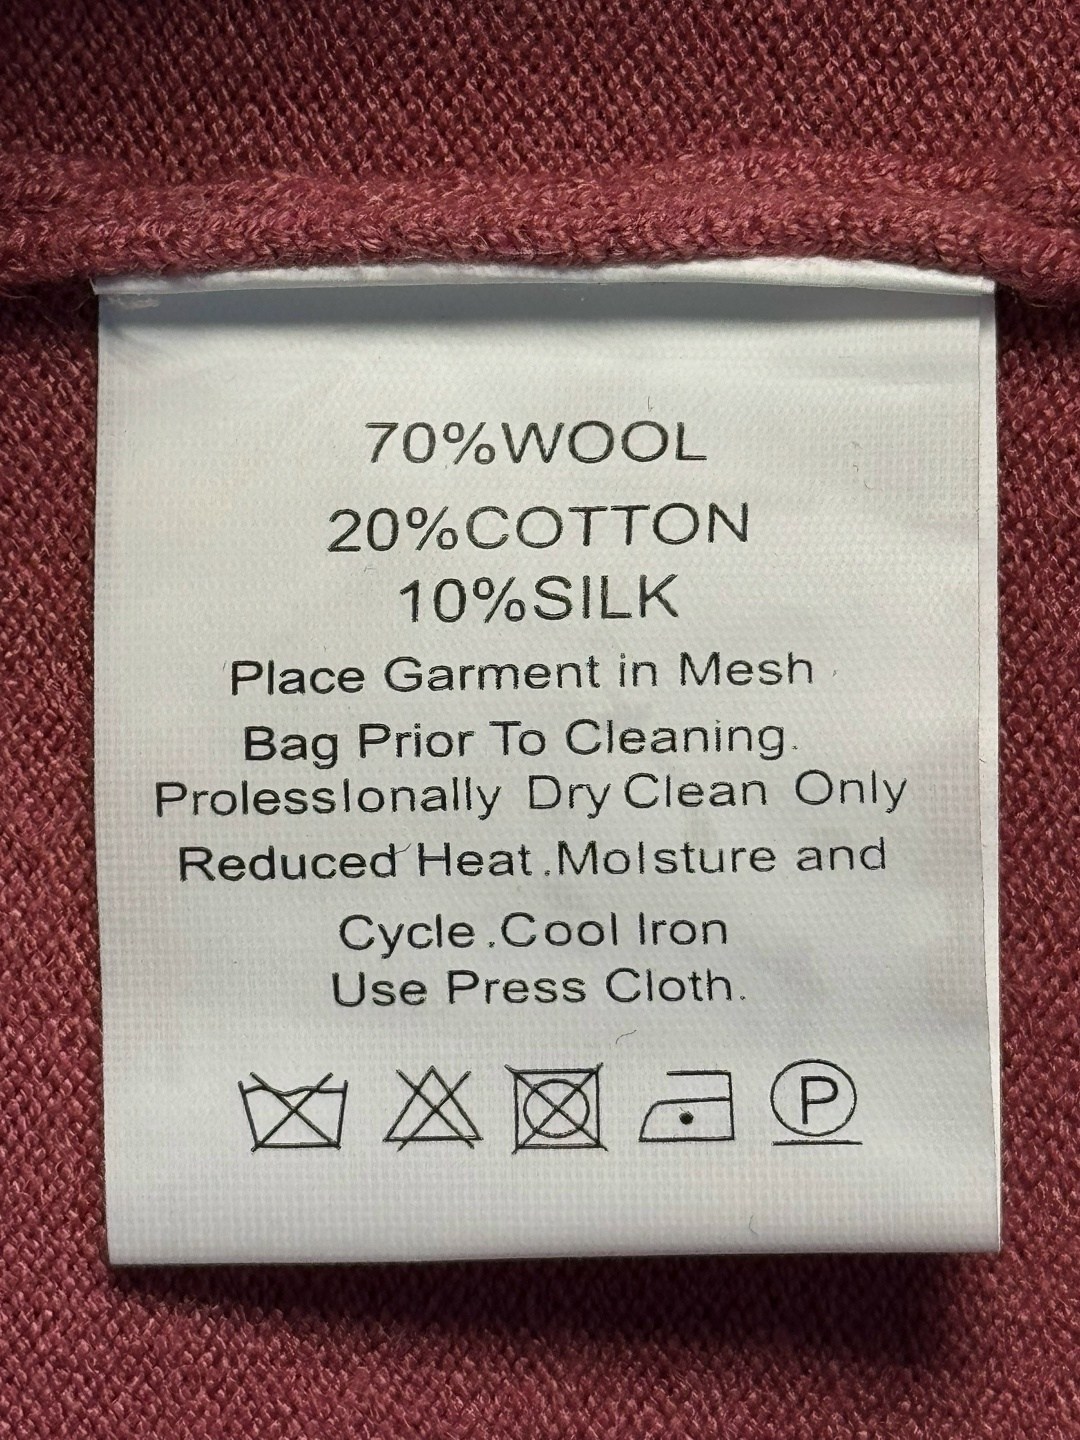 70%WOOL
20%COTTON
10%SILK
Place Garment in Mesh
Bag Prior To Cleaning.
Prolesslonally Dry Clean Only
Reduced Heat.Molsture and
Cycle.Cool Iron
Use Press Cloth.
P